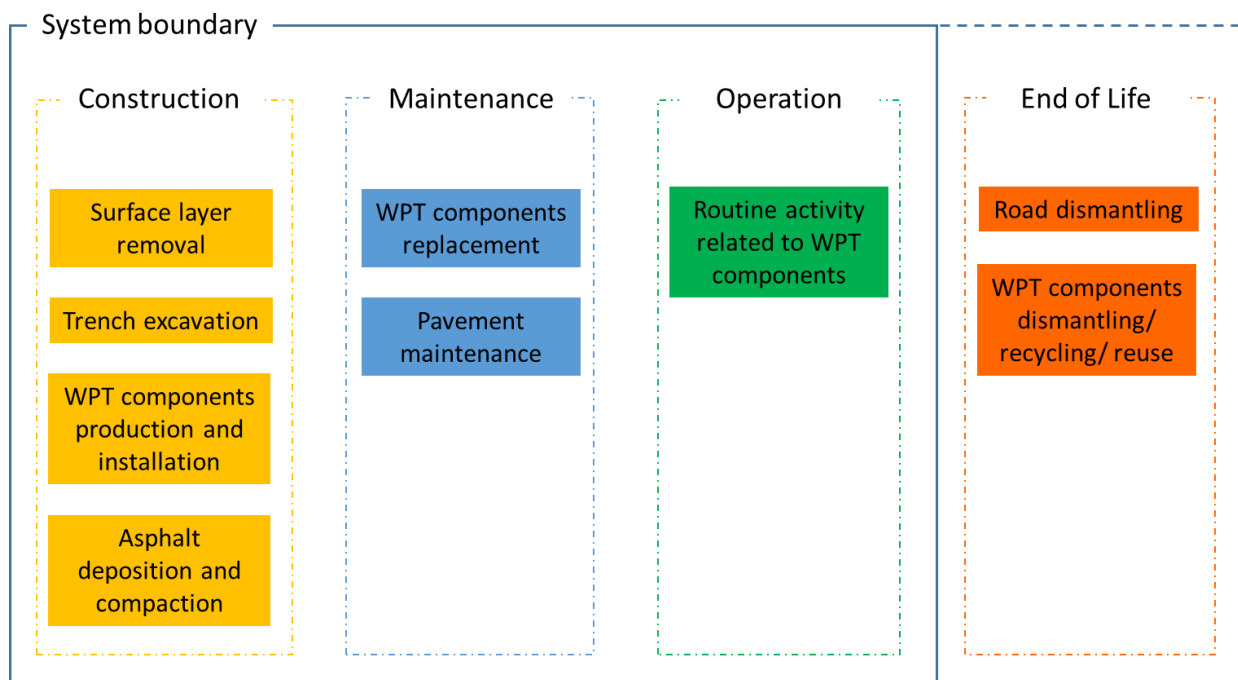 System boundary
Construction
Surface layer
removal
Trench excavation
WPT components
production and
installation
Asphalt
deposition and
compaction
Maintenance
WPT components
replacement
Pavement
maintenance
Operation
Routine activity
related to WPT
components
End of Life
Road dismantling
WPT components
dismantling/
recycling/ reuse